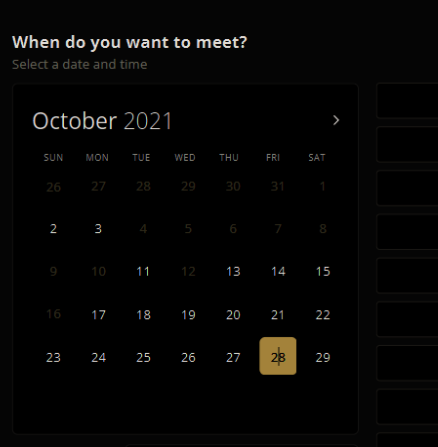 When do you want to meet?
Select a date and time
October 2021
SUN MON TUE WED THU FRI SAT
26 27 28 29 30 31 1
2 3 4 5 6 7 8
9 10 11 12 13 14 15
16 17 18 19 20 21 22
23 24 25 26 27 28 29